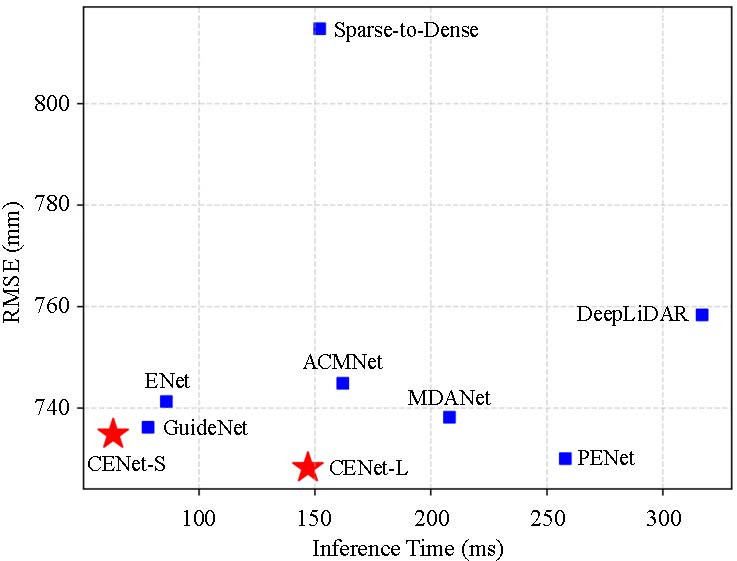 Sparse-to-Dense
800
780
RMSE (mm)
760
DeepLiDAR
ACMNet
ENet
MDANet
740
GuideNet
CENet-S
CENet-L
PENet
100
150
200
250
300
Inference Time (ms)